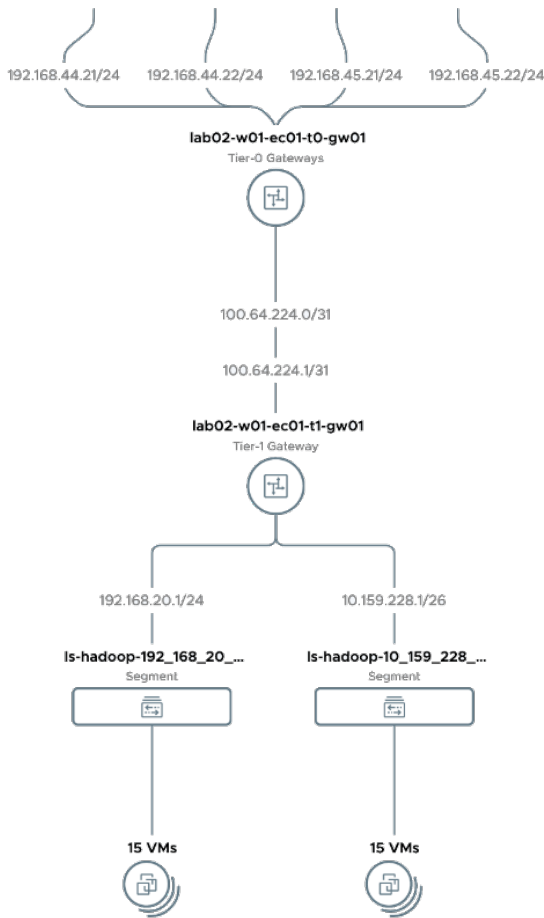 192.168.44.21/24 192.168.44.22/24 192.168.45.21/24 192.168.45.22/24
lab02-w01-ec01-t0-gw01
Tier-0 Gateways
100.64.224.0/31
100.64.224.1/31
lab02-w01-ec01-t1-gw01
Tier-1 Gateway
192.168.20.1/24 10.159.228.1/26
ls-hadoop-192_168_20_... ls-hadoop-10_159_228_...
Segment Segment
15 VMs 15 VMs